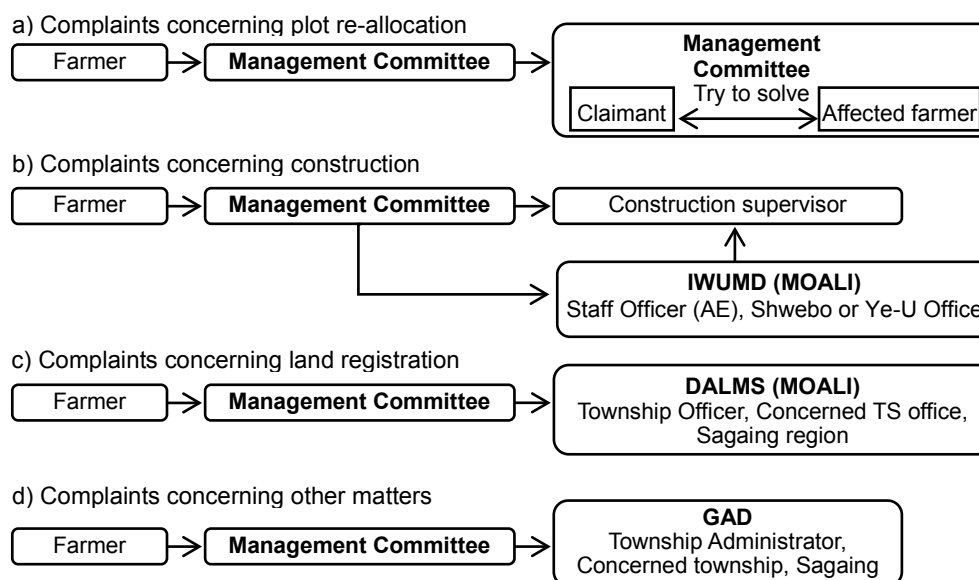 a) Complaints concerning plot re-allocation
Farmer
Management Committee
Management
Committee
Try to solve
Claimant
Affected farmer
b) Complaints concerning construction
Farmer
Management Committee
Construction supervisor
IWUMD (MOALI)
Staff Officer (AE), Shwebo or Ye-U Office
c) Complaints concerning land registration
Farmer
Management Committee
DALMS (MOALI)
Township Officer, Concerned TS office,
Sagaing region
d) Complaints concerning other matters
Farmer
Management Committee
GAD
Township Administrator,
Concerned township, Sagaing